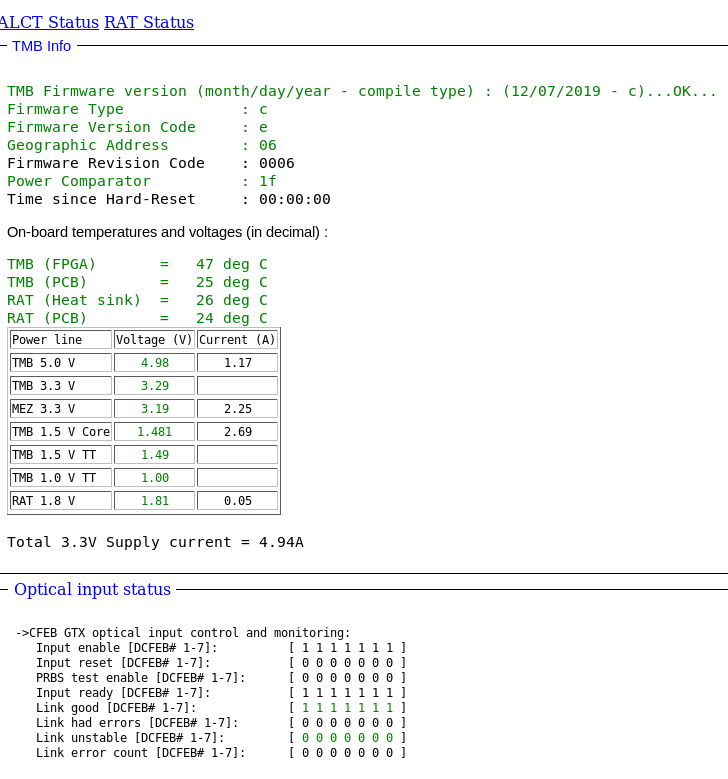 ALCT Status RAT Status
TMB Info
TMB Firmware version (month/day/year - compile type) : (12/07/2019 - c)...OK...
Firmware Type : c
Firmware Version Code : e
Geographic Address : 06
Firmware Revision Code : 0006
Power Comparator : 1f
Time since Hard-Reset : 00:00:00
On-board temperatures and voltages (in decimal) :
TMB (FPGA) = 47 deg C
TMB (PCB) = 25 deg C
RAT (Heat sink) = 26 deg C
RAT (PCB) = 24 deg C
Power line Voltage (V) Current (A)
TMB 5.0 V 4.98 1.17
TMB 3.3 V 3.29
MEZ 3.3 V 3.19 2.25
TMB 1.5 V Core 1.481 2.69
TMB 1.5 V TT 1.49
TMB 1.0 V TT 1.00
RAT 1.8 V 1.81 0.05
Total 3.3V Supply current = 4.94A
Optical input status
->CFEB GTX optical input control and monitoring:
Input enable [DCFEB# 1-7]: [ 1 1 1 1 1 1 1 ]
Input reset [DCFEB# 1-7]: [ 0 0 0 0 0 0 0 ]
PRBS test enable [DCFEB# 1-7]: [ 0 0 0 0 0 0 0 ]
Input ready [DCFEB# 1-7]: [ 1 1 1 1 1 1 1 ]
Link good [DCFEB# 1-7]: [ 1 1 1 1 1 1 1 ]
Link had errors [DCFEB# 1-7]: [ 0 0 0 0 0 0 0 ]
Link unstable [DCFEB# 1-7]: [ 0 0 0 0 0 0 0 ]
Link error count [DCFEB# 1-7]: [ 0 0 0 0 0 0 0 ]